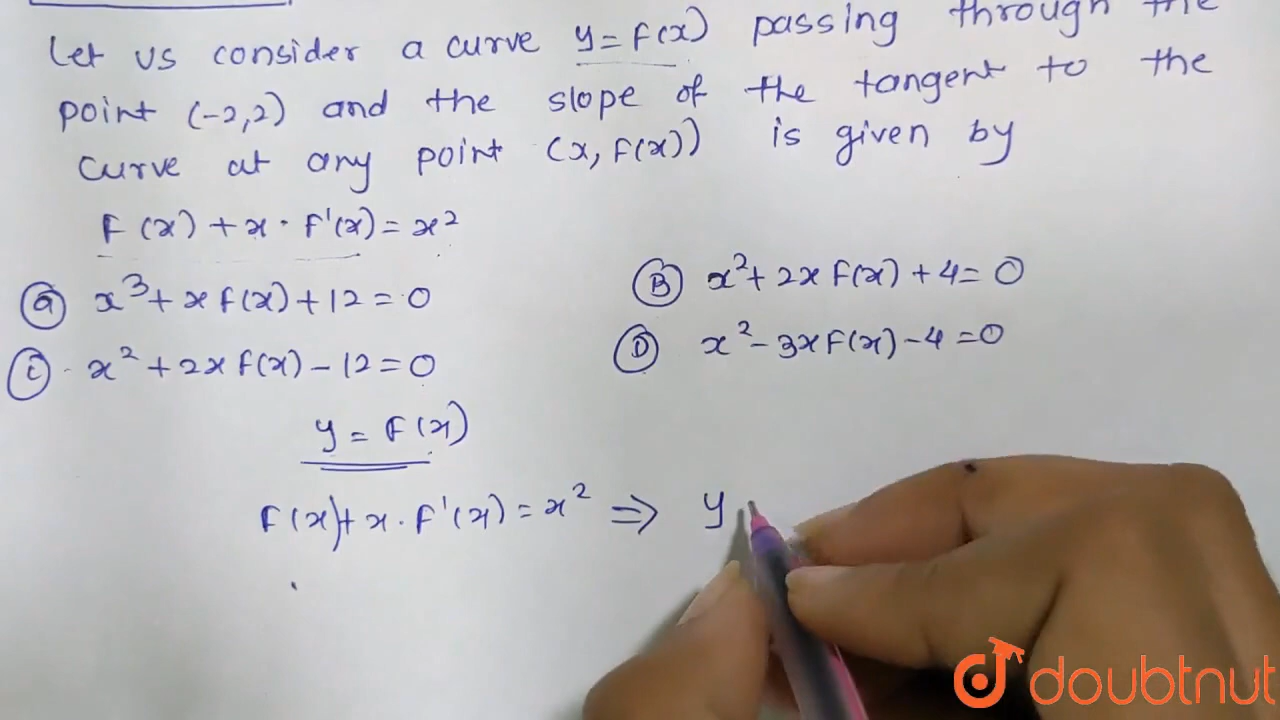 Let us consider a curve y = f(x) passing through the
point (-2,2) and the slope of the tangent to the
curve at any point (x, f(x)) is given by
f(x) + x · f'(x) = x²
(a) x³ + x f(x) + 12 = 0
(B) x² + 2x f(x) + 4 = 0
(C) x² + 2x f(x) - 12 = 0
(D) x² - 3x f(x) - 4 = 0
y = f(x)
f(x) + x · f'(x) = x² ⇒ y
doubtnut